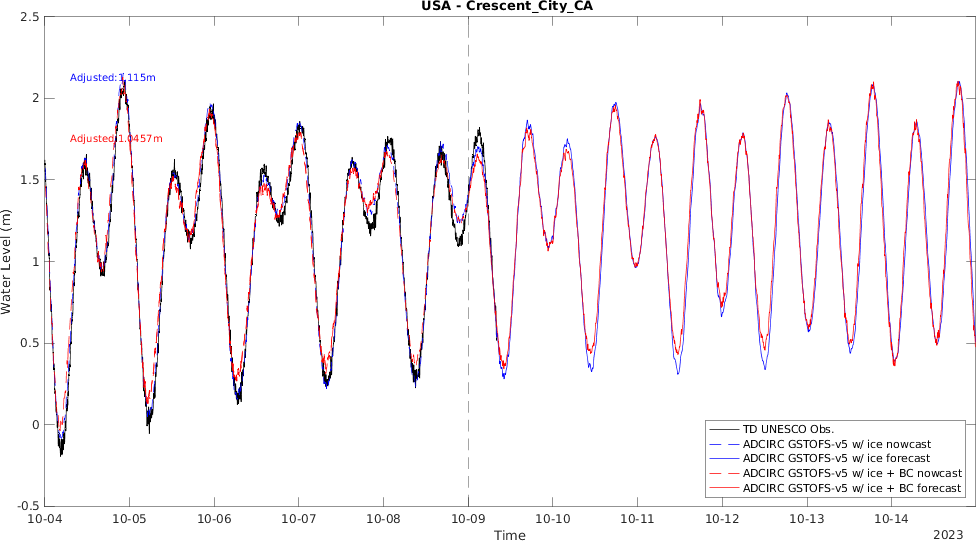 USA - Crescent_City_CA
2.5
2
1.5
1
0.5
0
-0.5
Water Level (m)
Adjusted:1.115m
Adjusted:1.0457m
TD UNESCO Obs.
ADCIRC GSTOFS-v5 w/ ice nowcast
ADCIRC GSTOFS-v5 w/ ice forecast
ADCIRC GSTOFS-v5 w/ ice + BC nowcast
ADCIRC GSTOFS-v5 w/ ice + BC forecast
10-04 10-05 10-06 10-07 10-08 10-09 10-10 10-11 10-12 10-13 10-14
Time
2023